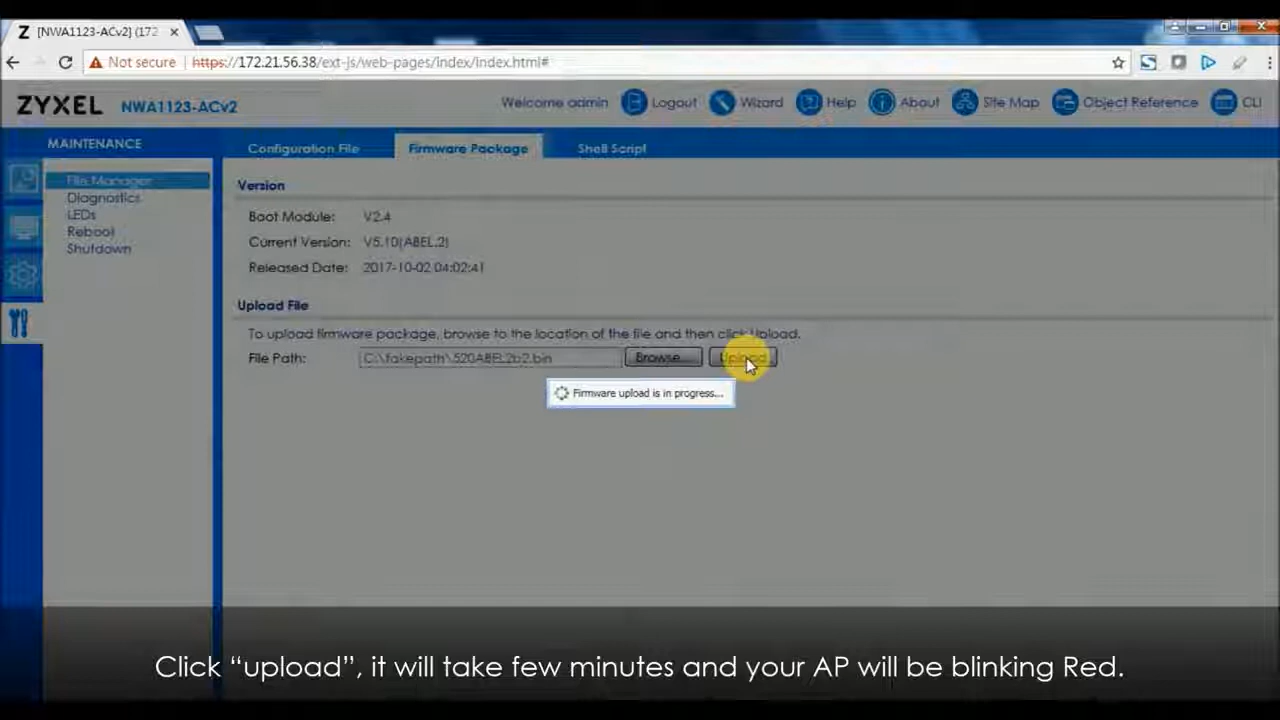 Z [NWA1123-ACv2] (172 ×
Not secure | https://172.21.56.38/ext-js/web-pages/index/index.html#
ZYXEL NWA1123-ACv2 Welcome admin Logout Wizard Help About Site Map Object Reference CLI
MAINTENANCE
Configuration File Firmware Package Shell Script
File Manager
Diagnostics
LEDs
Reboot
Shutdown
Version
Boot Module: V2.4
Current Version: V5.10(ABEL.2)
Released Date: 2017-10-02 04:02:41
Upload File
To upload firmware package, browse to the location of the file and then click Upload.
File Path: C:\fakepath\520ABEL2b2.bin Browse... Upload
Firmware upload is in progress...
Click “upload”, it will take few minutes and your AP will be blinking Red.